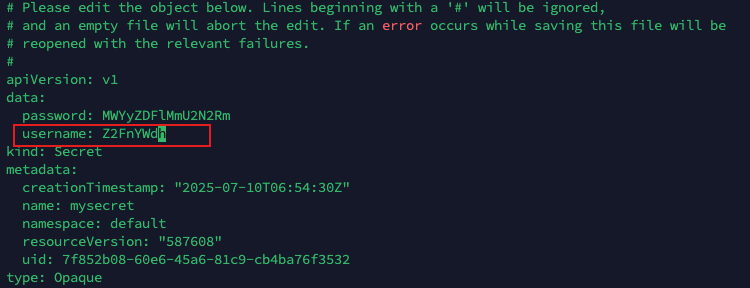 # Please edit the object below. Lines beginning with a '#' will be ignored,
# and an empty file will abort the edit. If an error occurs while saving this file will be
# reopened with the relevant failures.
#
apiVersion: v1
data:
  password: MWYyZDFlMmU2N2Rm
  username: Z2FnYWdh
kind: Secret
metadata:
  creationTimestamp: "2025-07-10T06:54:30Z"
  name: mysecret
  namespace: default
  resourceVersion: "587608"
  uid: 7f852b08-60e6-45a6-81c9-cb4ba76f3532
type: Opaque